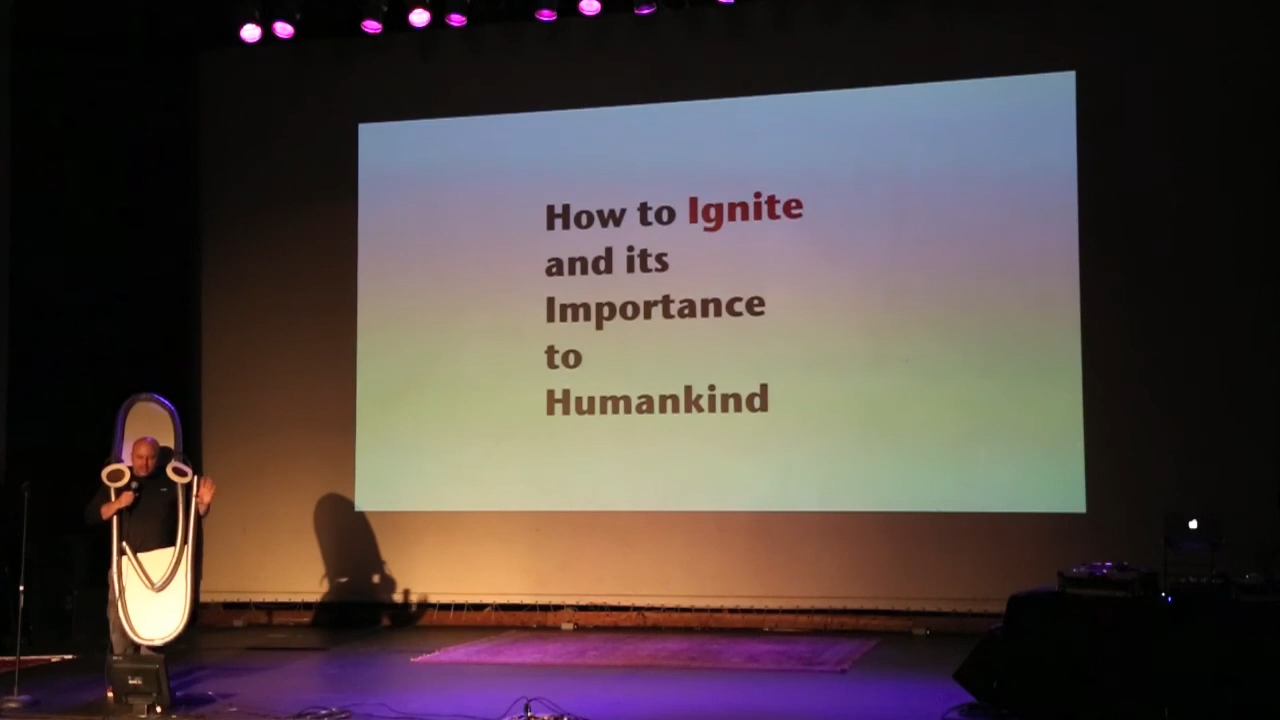 How to Ignite
and its
Importance
to
Humankind